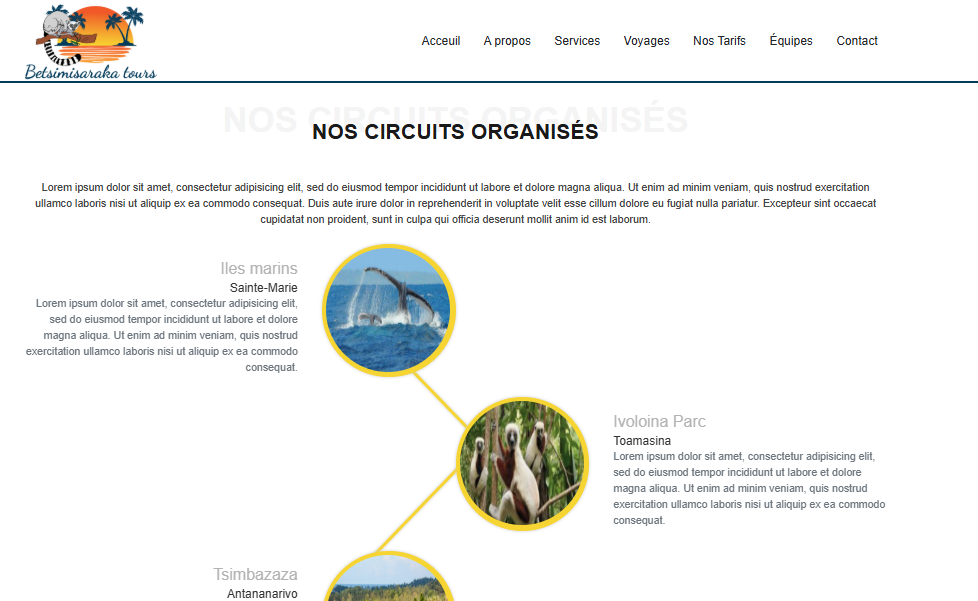 Betsimisaraka tours
Acceuil A propos Services Voyages Nos Tarifs Équipes Contact
NOS CIRCUITS ORGANISÉS
NOS CIRCUITS ORGANISÉS
Lorem ipsum dolor sit amet, consectetur adipisicing elit, sed do eiusmod tempor incididunt ut labore et dolore magna aliqua. Ut enim ad minim veniam, quis nostrud exercitation
ullamco laboris nisi ut aliquip ex ea commodo consequat. Duis aute irure dolor in reprehenderit in voluptate velit esse cillum dolore eu fugiat nulla pariatur. Excepteur sint occaecat
cupidatat non proident, sunt in culpa qui officia deserunt mollit anim id est laborum.
Iles marins
Sainte-Marie
Lorem ipsum dolor sit amet, consectetur adipisicing elit,
sed do eiusmod tempor incididunt ut labore et dolore
magna aliqua. Ut enim ad minim veniam, quis nostrud
exercitation ullamco laboris nisi ut aliquip ex ea commodo
consequat.
Ivoloina Parc
Toamasina
Lorem ipsum dolor sit amet, consectetur adipisicing elit,
sed do eiusmod tempor incididunt ut labore et dolore
magna aliqua. Ut enim ad minim veniam, quis nostrud
exercitation ullamco laboris nisi ut aliquip ex ea commodo
consequat.
Tsimbazaza
Antananarivo